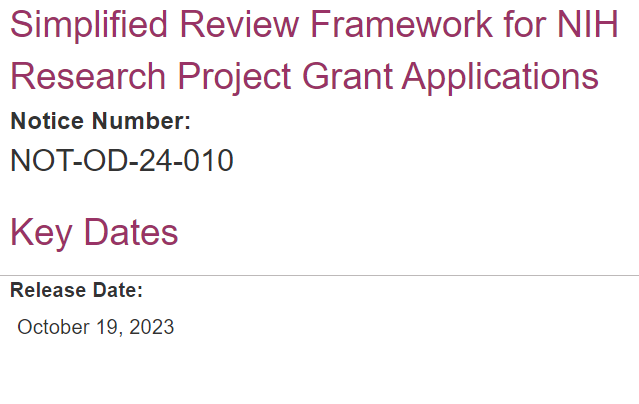 Simplified Review Framework for NIH
Research Project Grant Applications
Notice Number:
NOT-OD-24-010
Key Dates
Release Date:
October 19, 2023